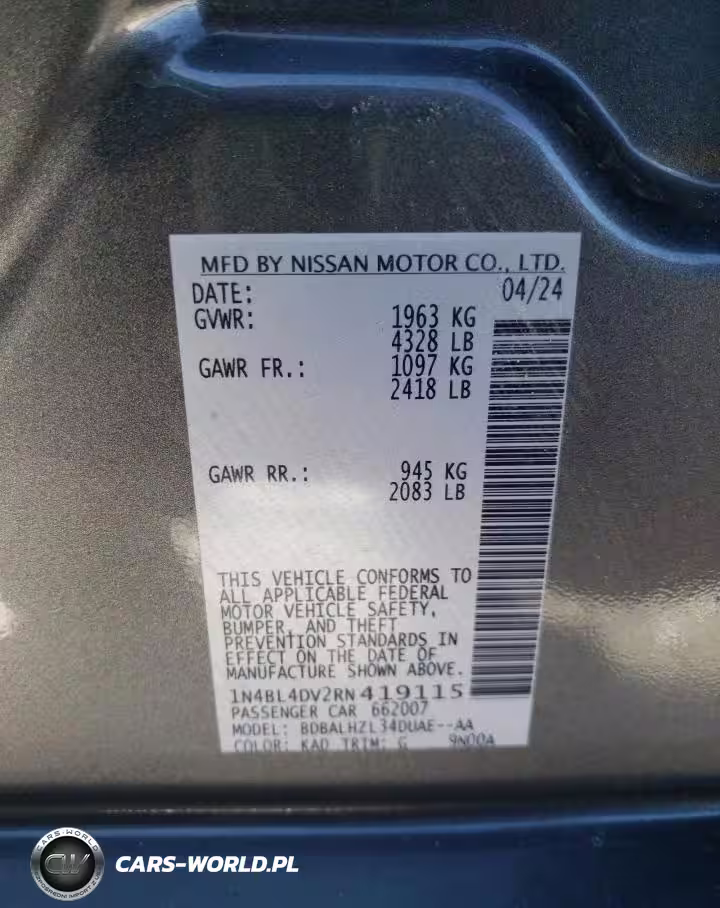 MFD BY NISSAN MOTOR CO., LTD.
DATE: 04/24
GVWR: 1963 KG
4328 LB
GAWR FR.: 1097 KG
2418 LB
GAWR RR.: 945 KG
2083 LB
THIS VEHICLE CONFORMS TO
ALL APPLICABLE FEDERAL
MOTOR VEHICLE SAFETY,
BUMPER, AND THEFT
PREVENTION STANDARDS IN
EFFECT ON THE DATE OF
MANUFACTURE SHOWN ABOVE.
1N4BL4DV2RN419115
PASSENGER CAR 662007
MODEL: BDBALHZL34DUAE--AA
COLOR: KAD TRIM: G 9N00A
CARS-WORLD
CW
CARS-WORLD.PL